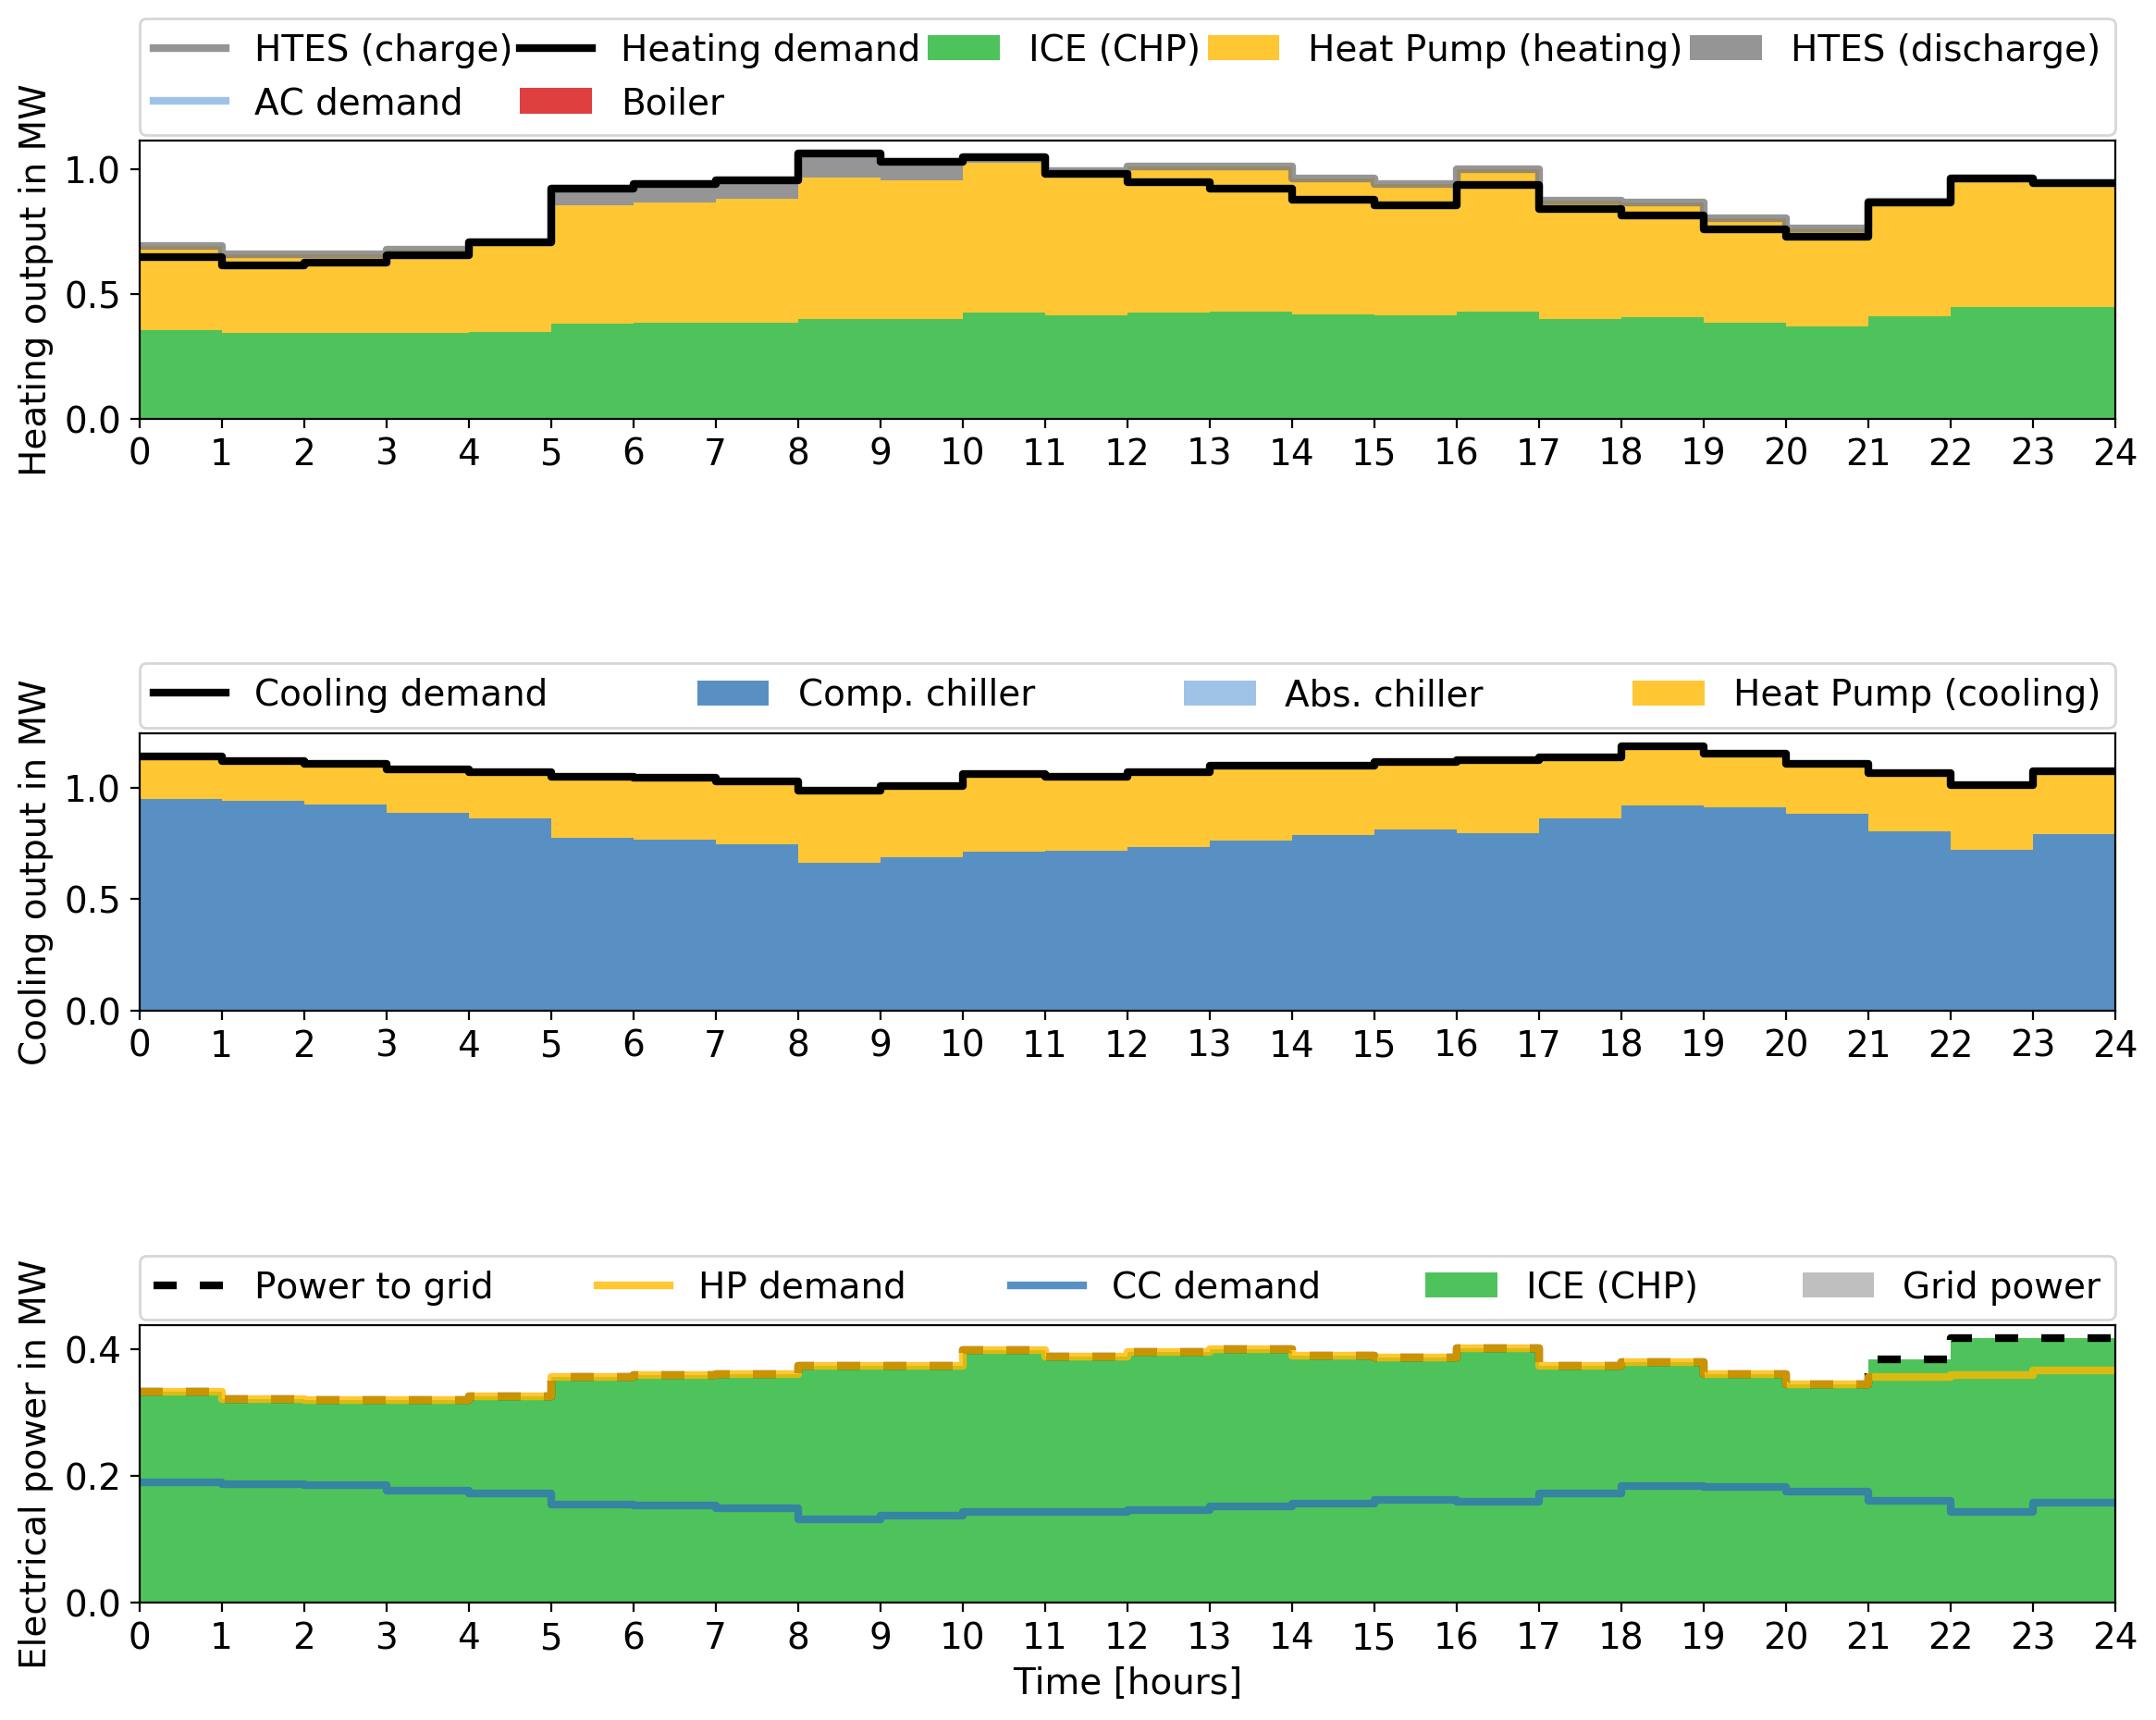 HTES (charge) Heating demand ICE (CHP) Heat Pump (heating) HTES (discharge)
AC demand Boiler
Heating output in MW
1.0
0.5
0.0
0 1 2 3 4 5 6 7 8 9 10 11 12 13 14 15 16 17 18 19 20 21 22 23 24
Cooling demand Comp. chiller Abs. chiller Heat Pump (cooling)
Cooling output in MW
1.0
0.5
0.0
0 1 2 3 4 5 6 7 8 9 10 11 12 13 14 15 16 17 18 19 20 21 22 23 24
Power to grid HP demand CC demand ICE (CHP) Grid power
Electrical power in MW
0.4
0.2
0.0
0 1 2 3 4 5 6 7 8 9 10 11 12 13 14 15 16 17 18 19 20 21 22 23 24
Time [hours]